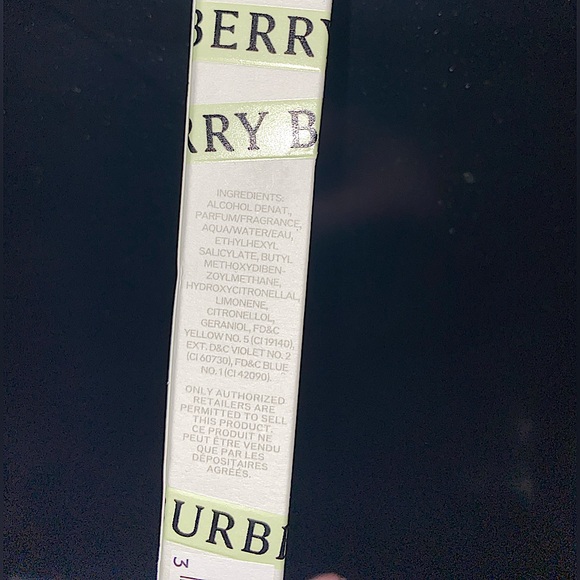 BERRY
RRY B
INGREDIENTS:
ALCOHOL DENAT.,
PARFUM/FRAGRANCE,
AQUA/WATER/EAU,
ETHYLHEXYL
SALICYLATE, BUTYL
METHOXYDIBEN-
ZOYLMETHANE,
HYDROXYCITRONELLAL,
LIMONENE,
CITRONELLOL,
GERANIOL, FD&C
YELLOW NO. 5 (CI 19140),
EXT. D&C VIOLET NO. 2
(CI 60730), FD&C BLUE
NO. 1 (CI 42090).
ONLY AUTHORIZED
RETAILERS ARE
PERMITTED TO SELL
THIS PRODUCT.
CE PRODUIT NE
PEUT ÊTRE VENDU
QUE PAR LES
DÉPOSITAIRES
AGRÉÉS.
URBE
3